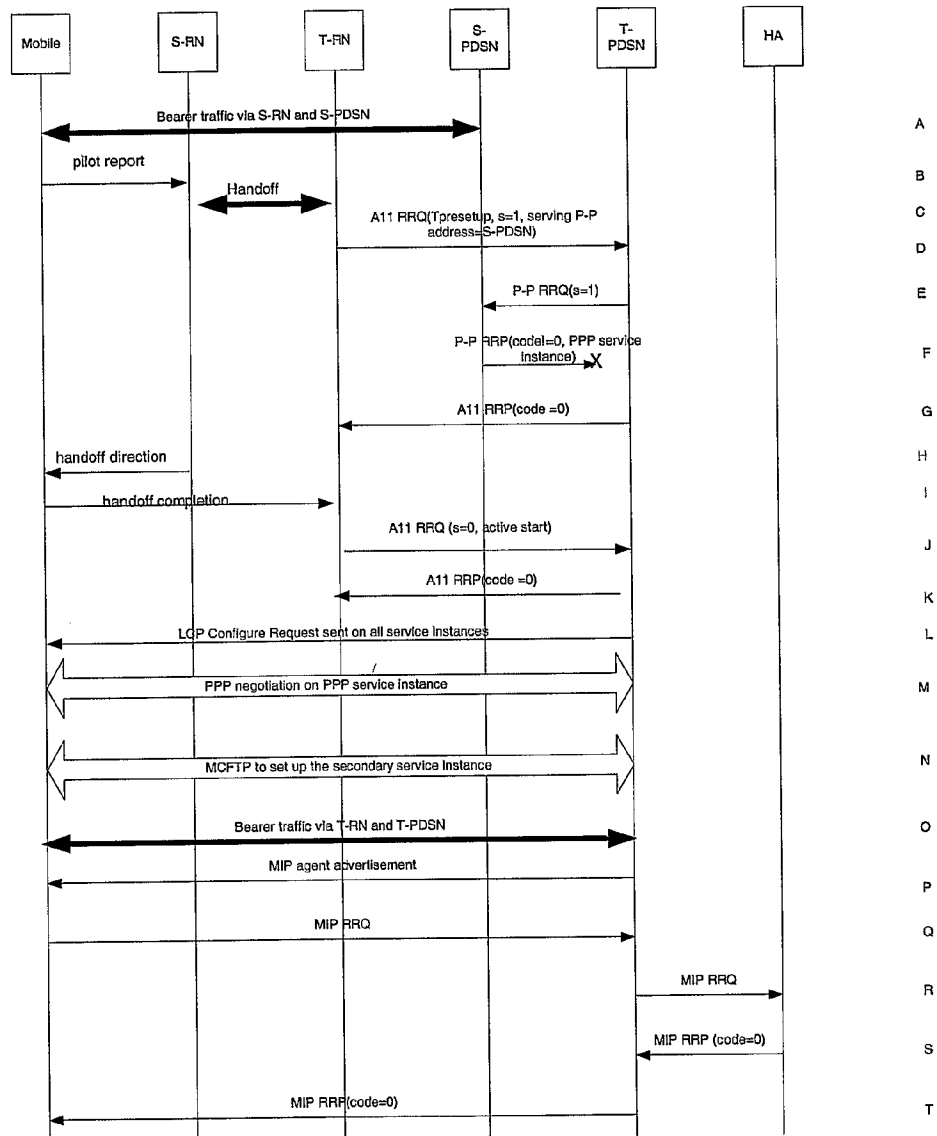 Mobile
S-RN
T-RN
S-
PDSN
T-
PDSN
HA
Bearer traffic via S-RN and S-PDSN
A
pilot report
B
Handoff
C
A11 RRQ(Tpresetup, s=1, serving P-P
address=S-PDSN)
D
P-P RRQ(s=1)
E
P-P RRP(code!=0, PPP service
Instance)
X
F
A11 RRP(code =0)
G
handoff direction
H
handoff completion
I
A11 RRQ (s=0, active start)
J
A11 RRP(code =0)
K
LCP Configure Request sent on all service instances
L
PPP negotiation on PPP service instance
M
MCFTP to set up the secondary service instance
N
Bearer traffic via T-RN and T-PDSN
O
MIP agent advertisement
P
MIP RRQ
Q
MIP RRQ
R
MIP RRP (code=0)
S
MIP RRP(code=0)
T